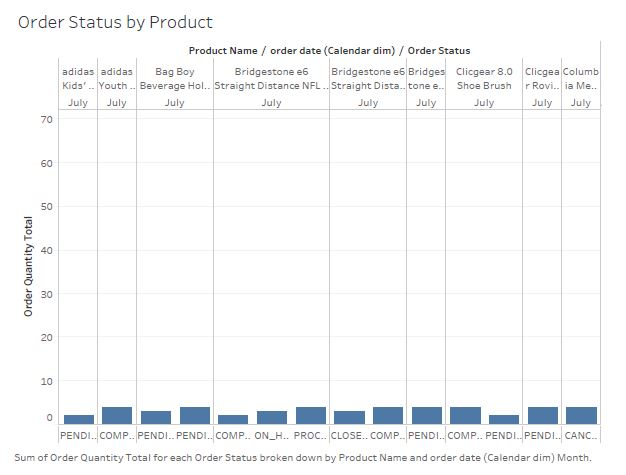 Order Status by Product
Product Name / order date (Calendar dim) / Order Status
adidas adidas Bag Boy Bridgestone e6 Bridgestone e6 Bridges Clicgear 8.0 Clicgea Columb
Kids' .. Youth .. Beverage Hol.. Straight Distance NFL .. Straight Dista.. tone e.. Shoe Brush r Rovi.. ia Me..
July July July July July July July July July
70
60
50
40
30
20
10
0
Order Quantity Total
PENDI.. COMP.. PENDI.. PENDI.. COMP.. ON_H.. PROC.. CLOSE.. COMP.. PENDI.. COMP.. PENDI.. PENDI.. CANC..
Sum of Order Quantity Total for each Order Status broken down by Product Name and order date (Calendar dim) Month.